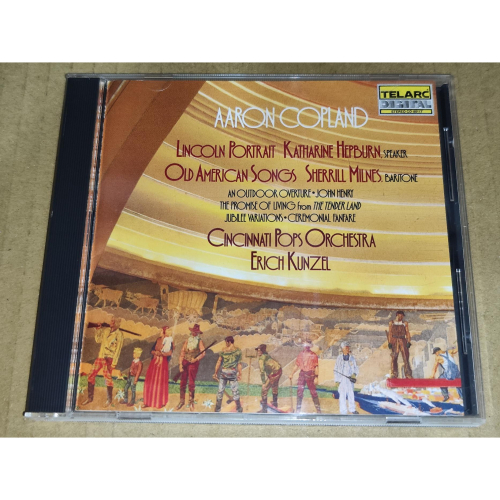 TELARC
DIGITAL
AARON COPLAND
LINCOLN PORTRAIT KATHARINE HEPBURN, SPEAKER
OLD AMERICAN SONGS SHERRILL MILNES, BARITONE
AN OUTDOOR OVERTURE • JOHN HENRY
THE PROMISE OF LIVING from THE TENDER LAND
JUBILEE VARIATIONS • CEREMONIAL FANFARE
CINCINNATI POPS ORCHESTRA
ERICH KUNZEL